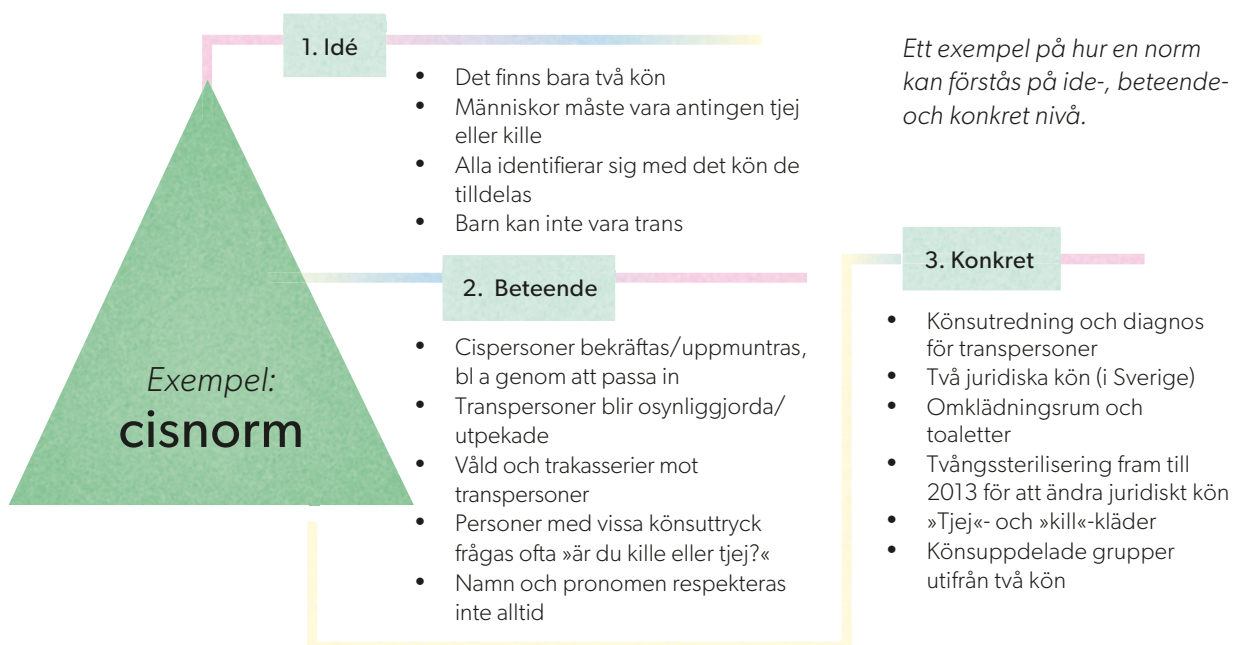 1. Idé
• Det finns bara två kön
• Människor måste vara antingen tjej
eller kille
• Alla identifierar sig med det kön de
tilldelas
• Barn kan inte vara trans
Ett exempel på hur en norm
kan förstås på ide-, beteende-
och konkret nivå.
Exempel:
cisnorm
2. Beteende
• Cispersoner bekräftas/uppmuntras,
bl a genom att passa in
• Transpersoner blir osynliggjorda/
utpekade
• Våld och trakasserier mot
transpersoner
• Personer med vissa könsuttryck
frågas ofta »är du kille eller tjej?«
• Namn och pronomen respekteras
inte alltid
3. Konkret
• Könsutredning och diagnos
för transpersoner
• Två juridiska kön (i Sverige)
• Omklädningsrum och
toaletter
• Tvångssterilisering fram till
2013 för att ändra juridiskt kön
• »Tjej«- och »kill«-kläder
• Könsuppdelade grupper
utifrån två kön